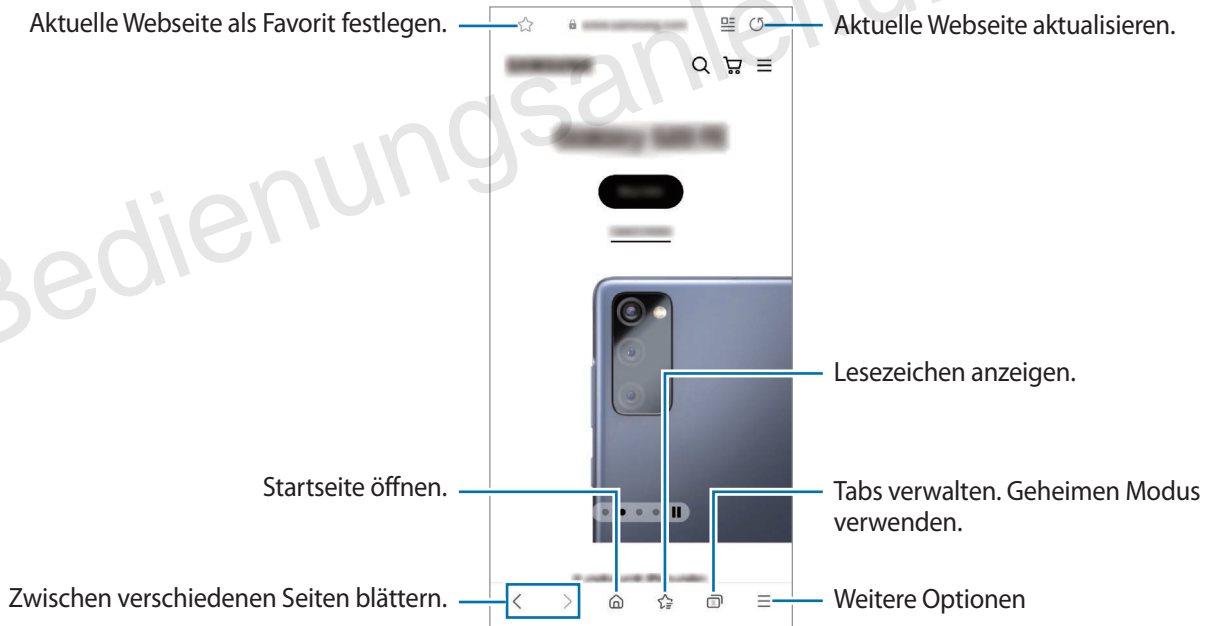 Aktuelle Webseite als Favorit festlegen.
Aktuelle Webseite aktualisieren.
Lesezeichen anzeigen.
Startseite öffnen.
Tabs verwalten. Geheimen Modus
verwenden.
Zwischen verschiedenen Seiten blättern.
Weitere Optionen